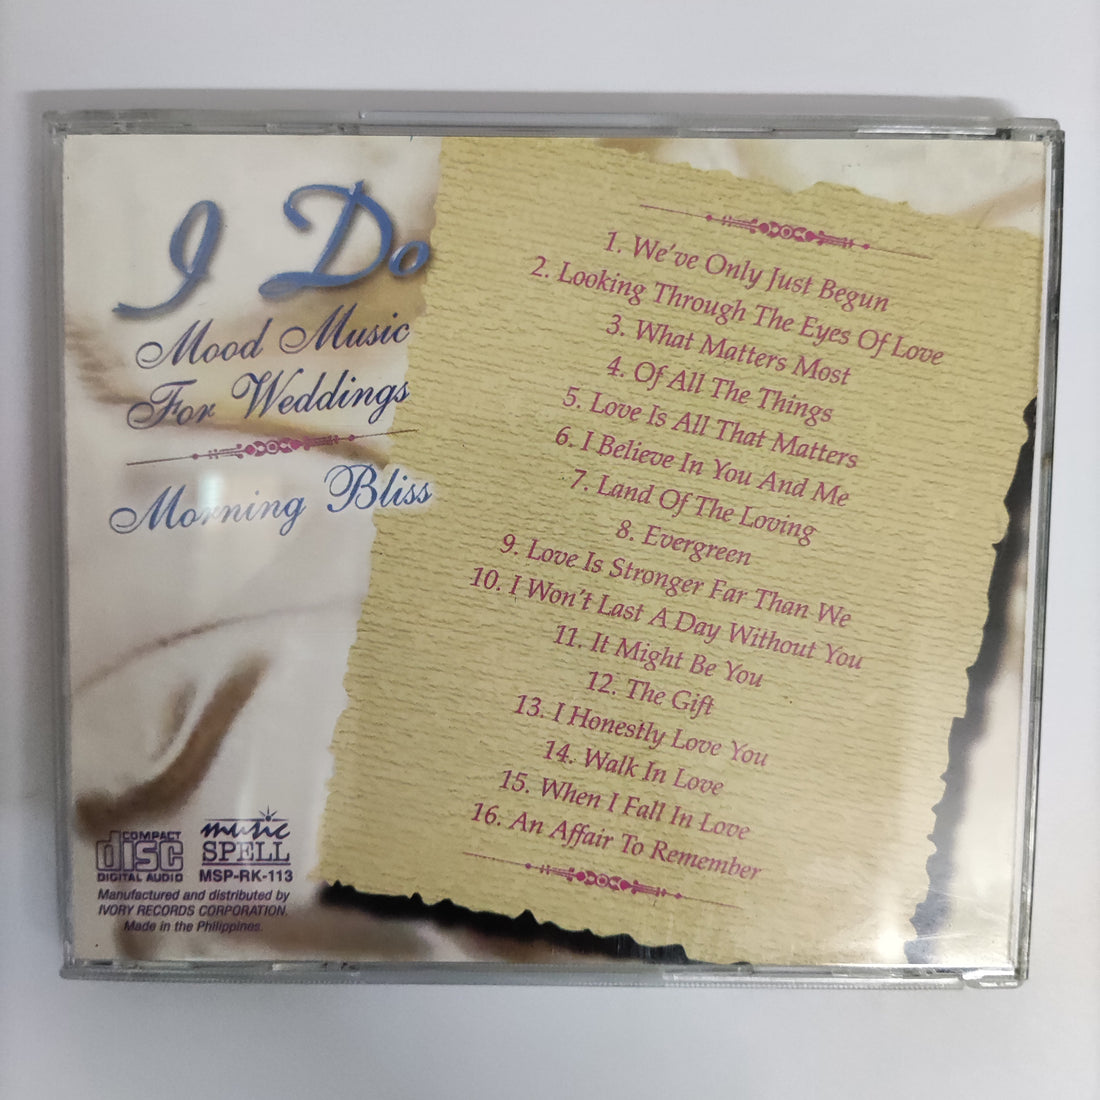 I Do
Mood Music
For Weddings
Morning Bliss
1. We've Only Just Begun
2. Looking Through The Eyes Of Love
3. What Matters Most
4. Of All The Things
5. Love Is All That Matters
6. I Believe In You And Me
7. Land Of The Loving
8. Evergreen
9. Love Is Stronger Far Than We
10. I Won't Last A Day Without You
11. It Might Be You
12. The Gift
13. I Honestly Love You
14. Walk In Love
15. When I Fall In Love
16. An Affair To Remember
COMPACT
disc
DIGITAL AUDIO
music
SPELL
MSP-RK-113
Manufactured and distributed by
IVORY RECORDS CORPORATION.
Made in the Philippines.